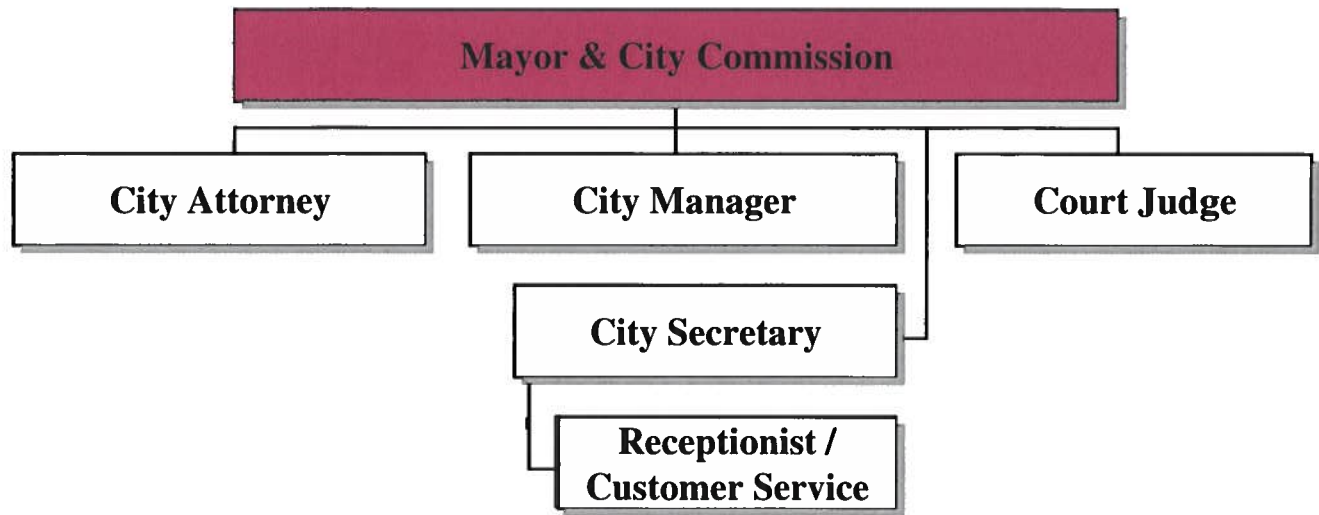 Mayor & City Commission
City Attorney
City Manager
Court Judge
City Secretary
Receptionist /
Customer Service